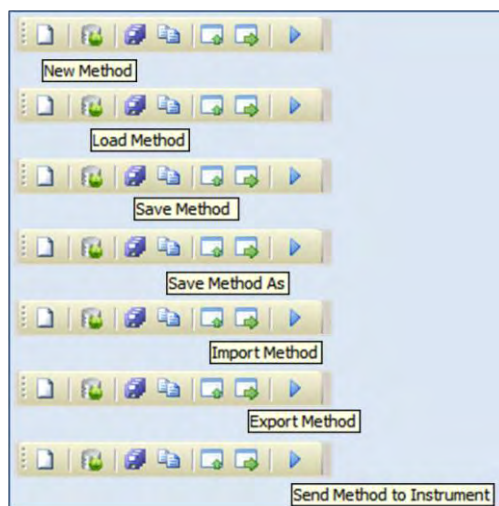 New Method
Load Method
Save Method
Save Method As
Import Method
Export Method
Send Method to Instrument